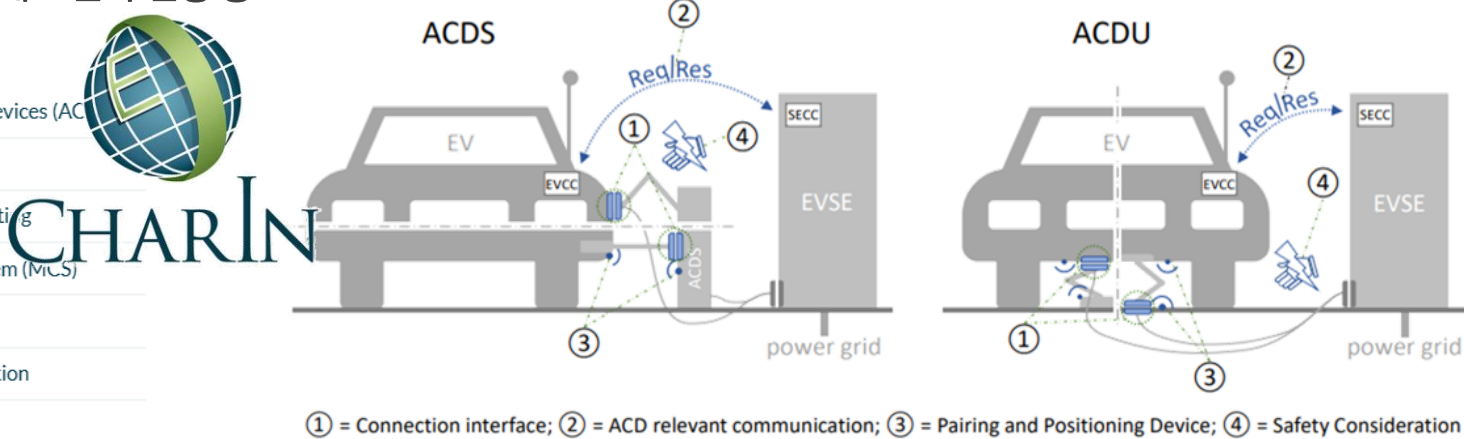 evices (AC
CHARIN
em (MCS)
ion
ACDS
②
Req/Res
SECC
①
④
EV
EVCC
EVSE
ACDS
③
power grid
ACDU
②
Req/Res
SECC
EV
EVCC
④
EVSE
①
③
power grid
① = Connection interface; ② = ACD relevant communication; ③ = Pairing and Positioning Device; ④ = Safety Consideration